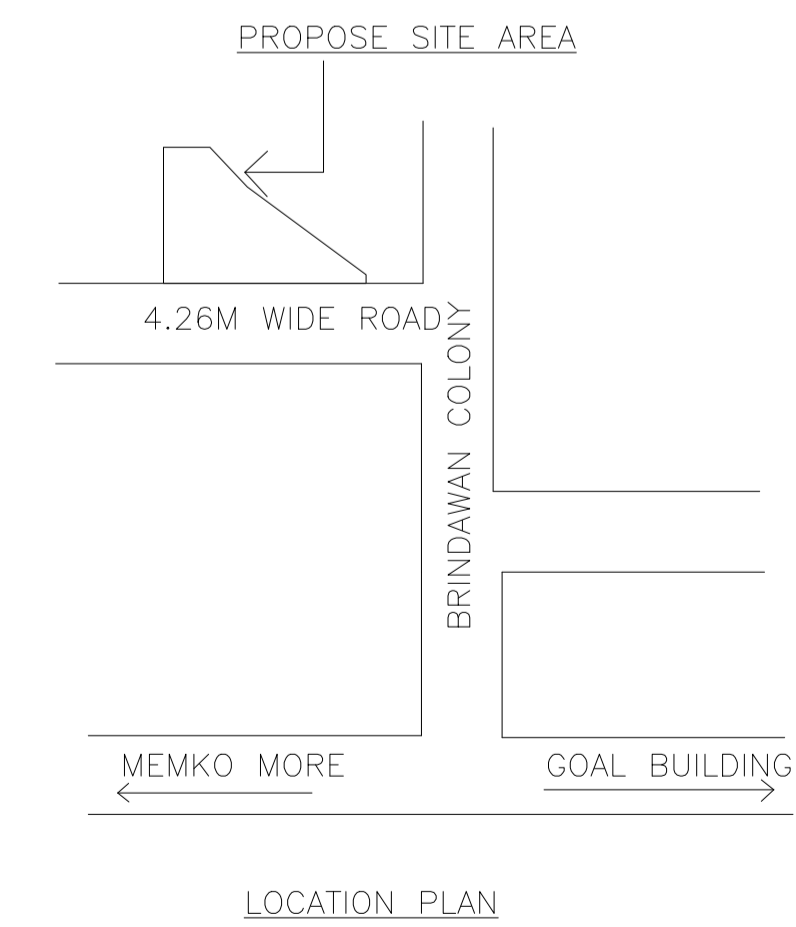 PROPOSE SITE AREA
4.26M WIDE ROAD
BRINDAWAN COLONY
MEMKO MORE
GOAL BUILDING
LOCATION PLAN